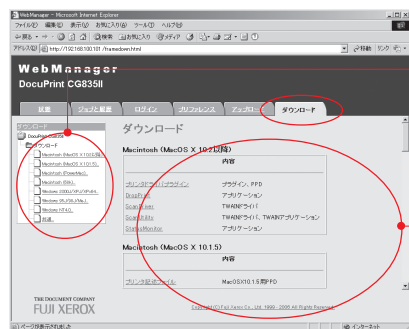 WebManager - Microsoft Internet Explorer
ファイル(F) 編集(E) 表示(V) お気に入り(A) ツール(T) ヘルプ(H)
戻る 検索 お気に入り メディア
アドレス(D) http://192.168.100.101/framedown.html 移動 リンク
WebManager
DocuPrint CG835II
状態 ジョブと履歴 ログイン プリファレンス アップロード ダウンロード
ダウンロード
DocuPrint CG835II
ダウンロード
Macintosh (MacOS X 10.2以降)
Macintosh (MacOS X 10.1.5)
Macintosh (PowerMac)
Macintosh (68K)
Windows 2000/XP/
Windows 95/98/Me
Windows NT4.0
共通
ダウンロード
Macintosh (MacOS X 10.2以降)
内容
プリンタドライバプラグイン プラグイン、PPD
DropPrint アプリケーション
Scan Driver TWAINドライバ
ScanUtility TWAINドライバ、TWAINアプリケーション
StatusMonitor アプリケーション
Macintosh (MacOS X 10.1.5)
内容
プリンタ記述ファイル MacOSX10.1.5用PPD
THE DOCUMENT COMPANY
FUJI XEROX
Copyright(C) Fuji Xerox Co., Ltd. 1998 - 2006 All Rights Reserved.
ページが表示されました インターネット